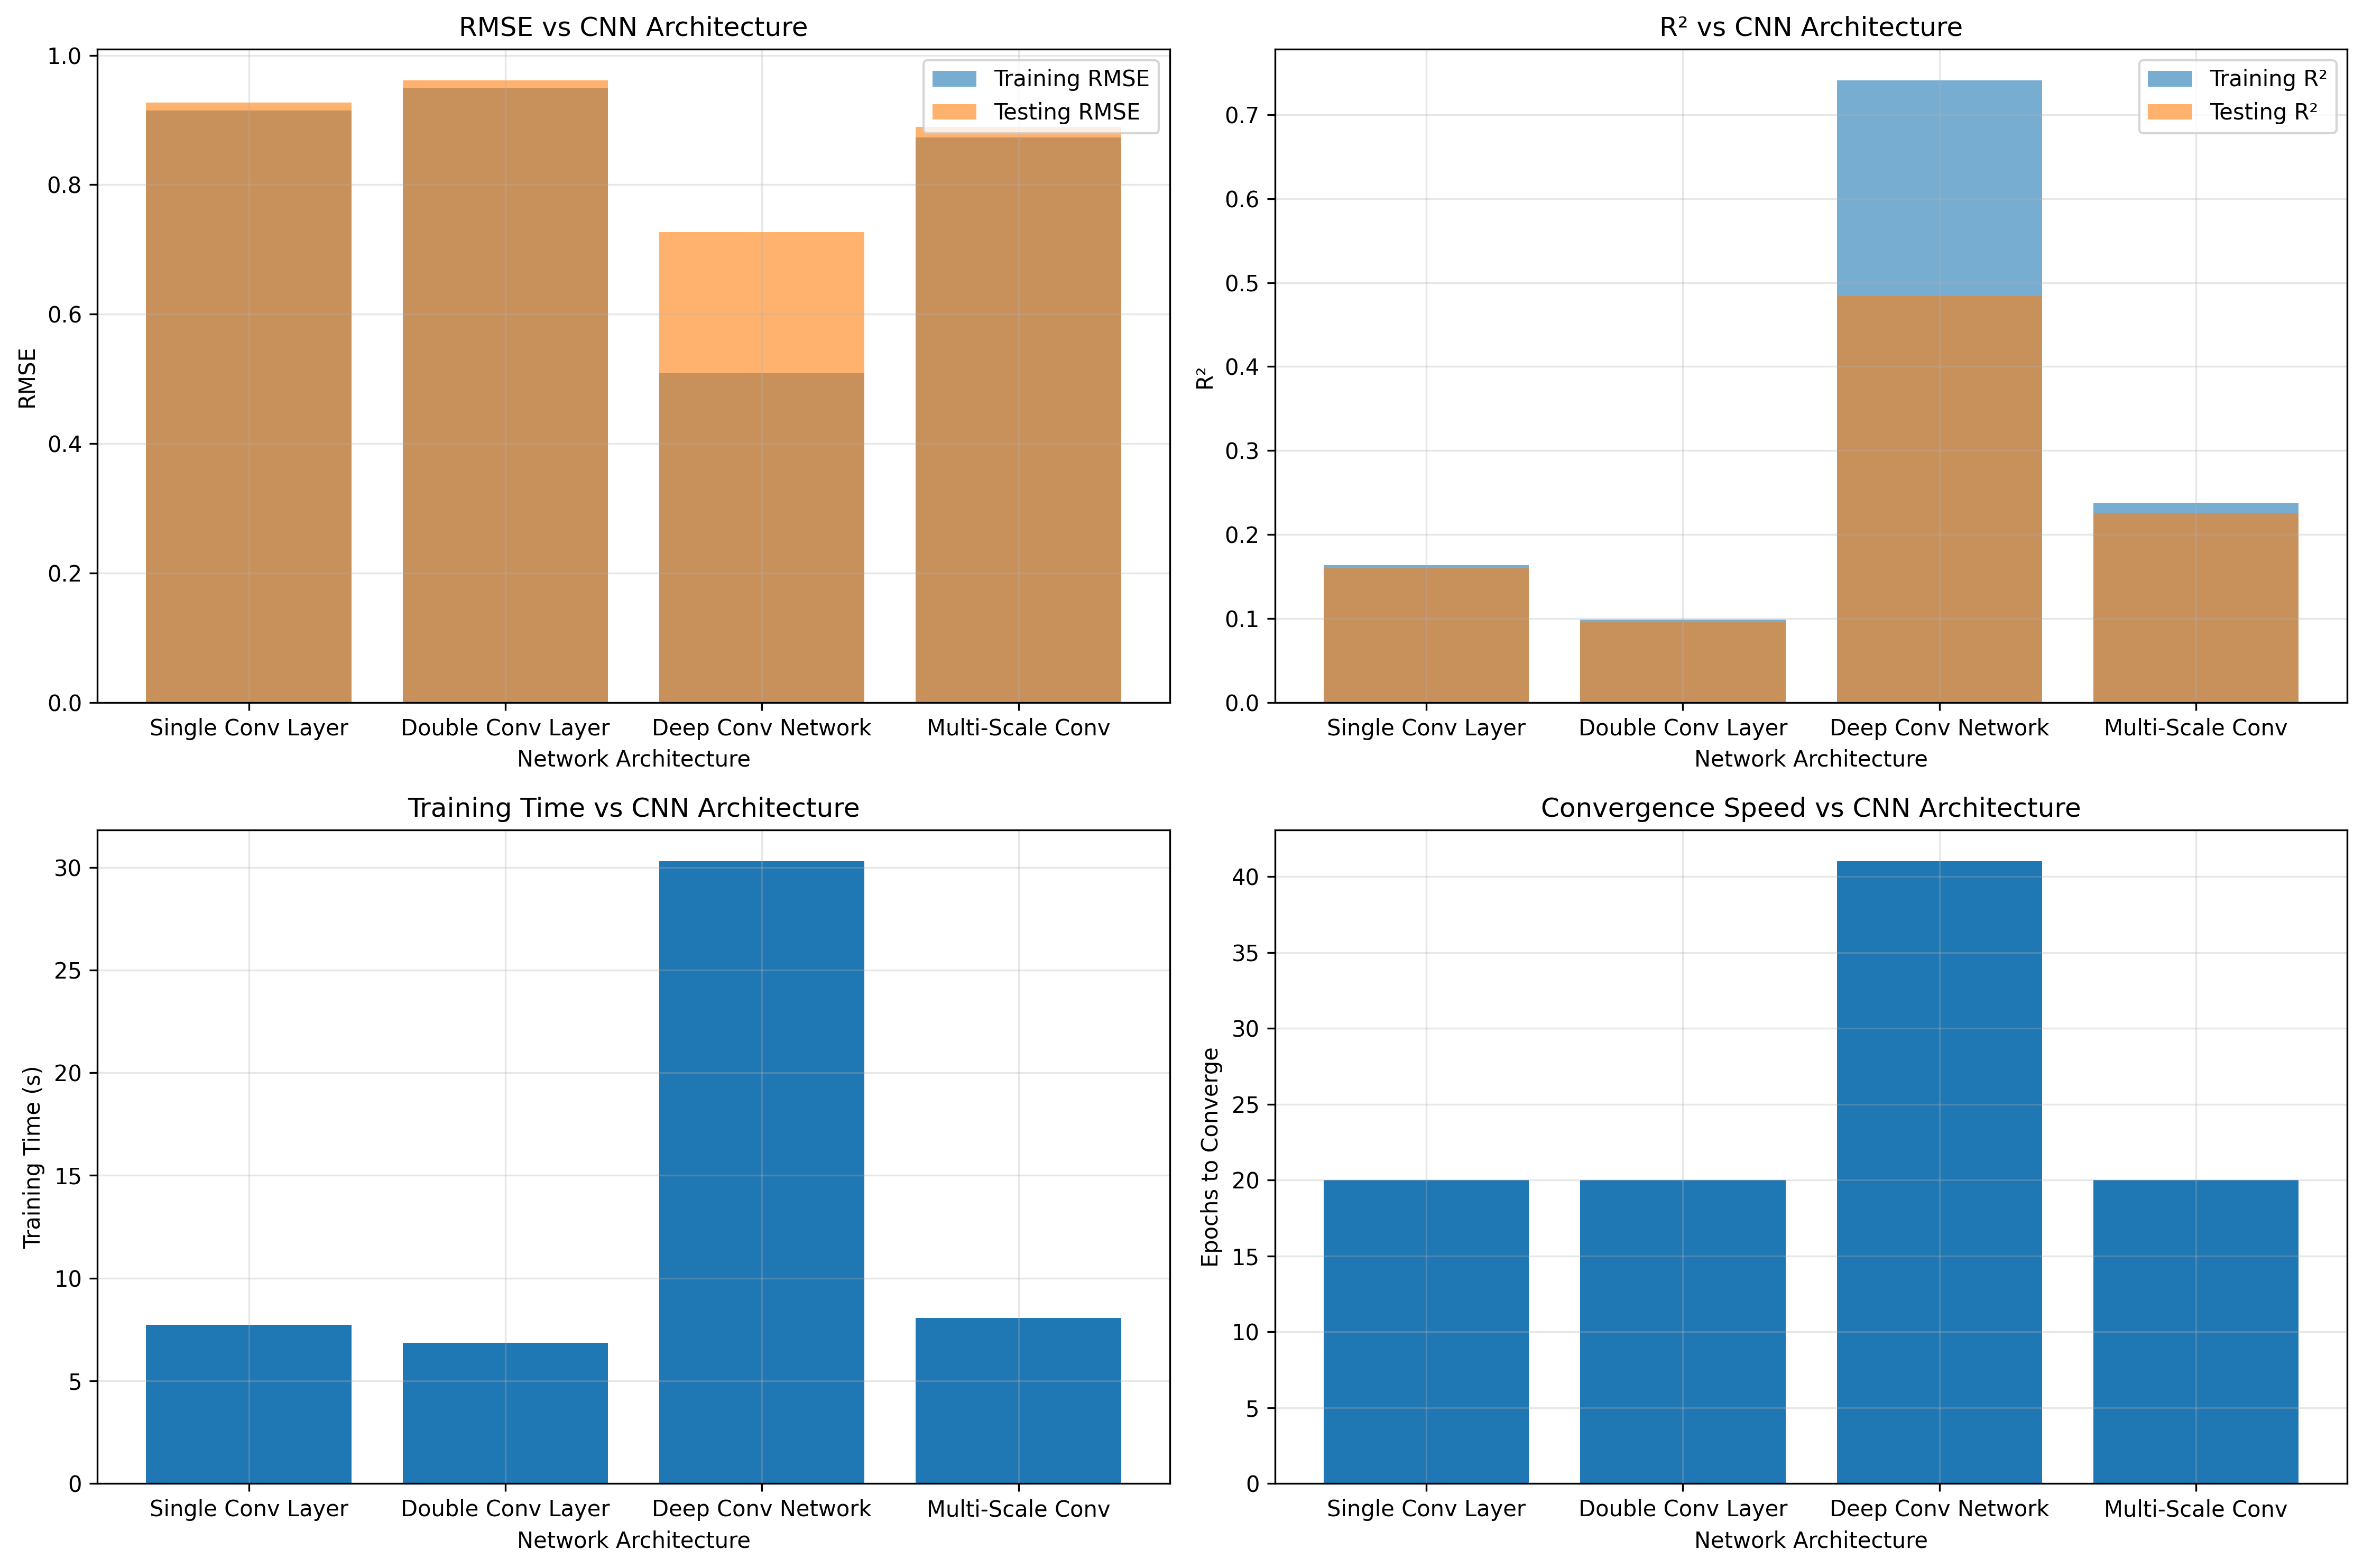 RMSE vs CNN Architecture
1.0
0.8
0.6
0.4
0.2
0.0
RMSE
Training RMSE
Testing RMSE
Single Conv Layer Double Conv Layer Deep Conv Network Multi-Scale Conv
Network Architecture
R² vs CNN Architecture
0.7
0.6
0.5
0.4
0.3
0.2
0.1
0.0
R²
Training R²
Testing R²
Single Conv Layer Double Conv Layer Deep Conv Network Multi-Scale Conv
Network Architecture
Training Time vs CNN Architecture
30
25
20
15
10
5
0
Training Time (s)
Single Conv Layer Double Conv Layer Deep Conv Network Multi-Scale Conv
Network Architecture
Convergence Speed vs CNN Architecture
40
35
30
25
20
15
10
5
0
Epochs to Converge
Single Conv Layer Double Conv Layer Deep Conv Network Multi-Scale Conv
Network Architecture